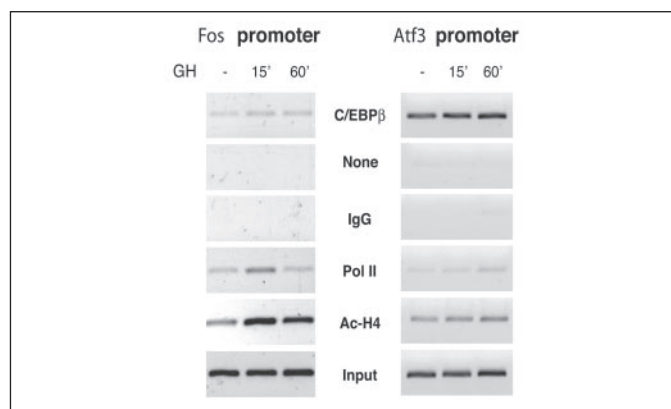 Fos promoter Atf3 promoter
GH - 15' 60' - 15' 60'
C/EBPβ
None
IgG
Pol II
Ac-H4
Input